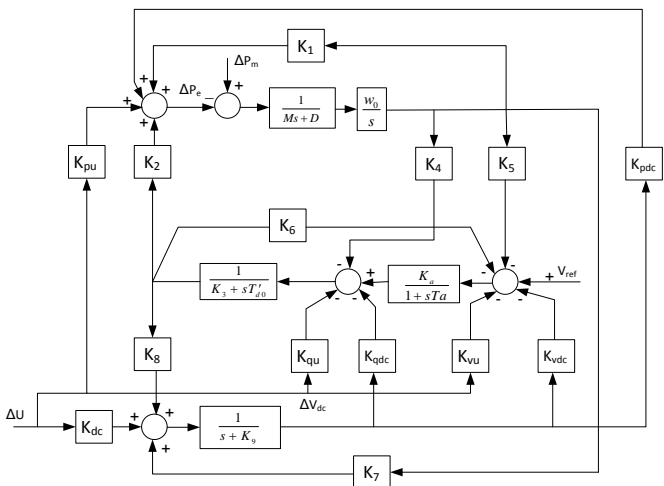 K1
ΔPm
+
+
+
ΔPe
−
+
+
+
1
Ms + D
w0
s
Kpu
K2
K4
K5
Kpdc
K6
-
-
-
1
K3 + sT'd0
+
Ka
1 + sTa
+
Vref
-
-
-
-
K8
Kqu
Kqdc
Kvu
Kvdc
ΔU
ΔVdc
Kdc
+
+
+
+
1
s + K9
K7